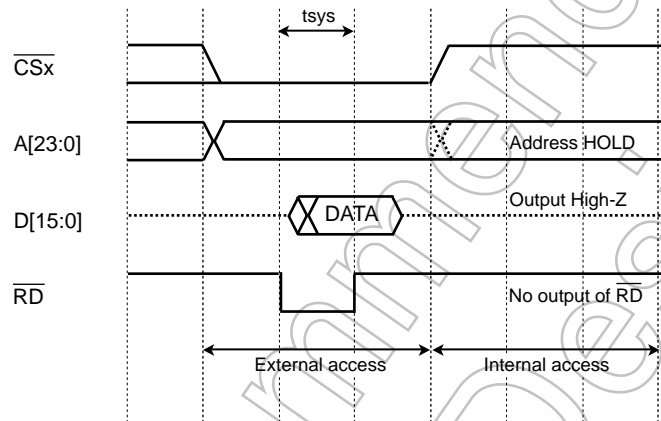 tsys
CSx
A[23:0]
Address HOLD
D[15:0]
DATA
Output High-Z
RD
No output of RD
External access
Internal access